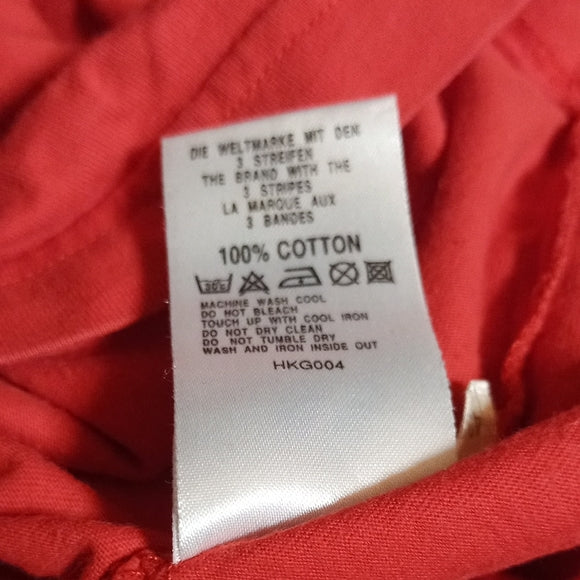 DIE WELTMARKE MIT DEN
3 STREIFEN
THE BRAND WITH THE
3 STRIPES
LA MARQUE AUX
3 BANDES
100% COTTON
MACHINE WASH COOL
DO NOT BLEACH
TOUCH UP WITH COOL IRON
DO NOT DRY CLEAN
DO NOT TUMBLE DRY
WASH AND IRON INSIDE OUT
HKG004